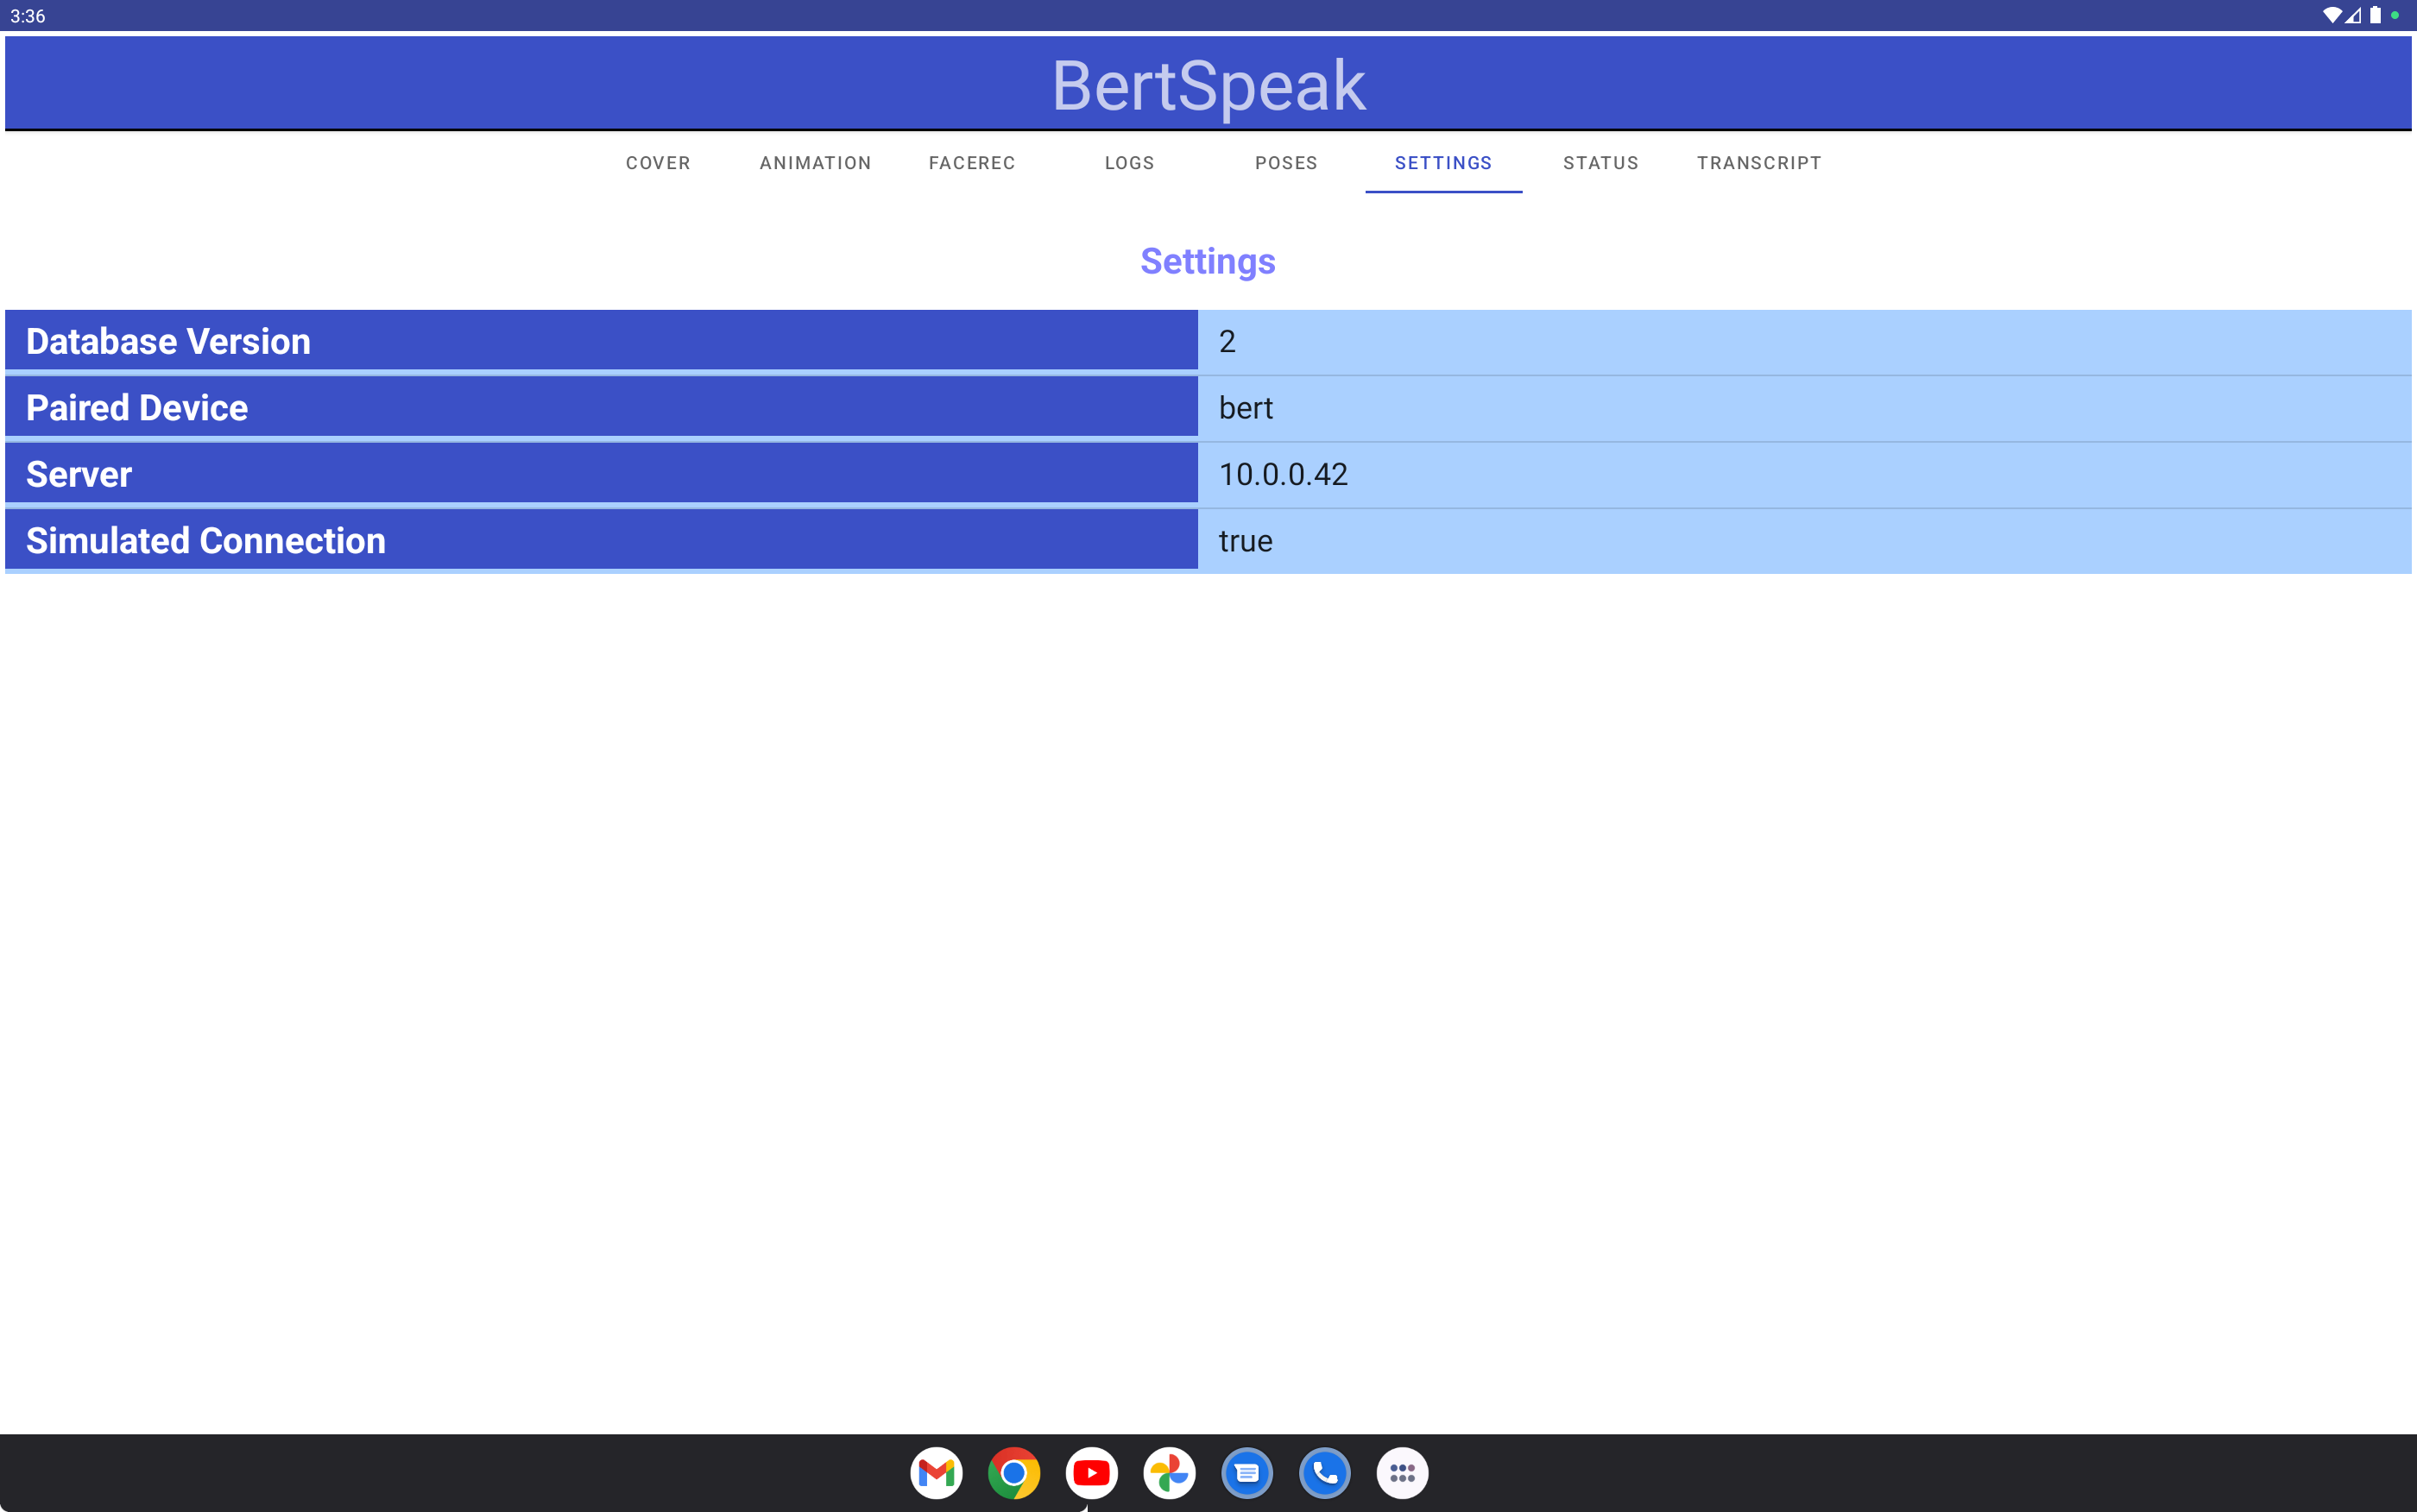 3:36
BertSpeak
COVER ANIMATION FACEREC LOGS POSES SETTINGS STATUS TRANSCRIPT
Settings
Database Version 2
Paired Device bert
Server 10.0.0.42
Simulated Connection true